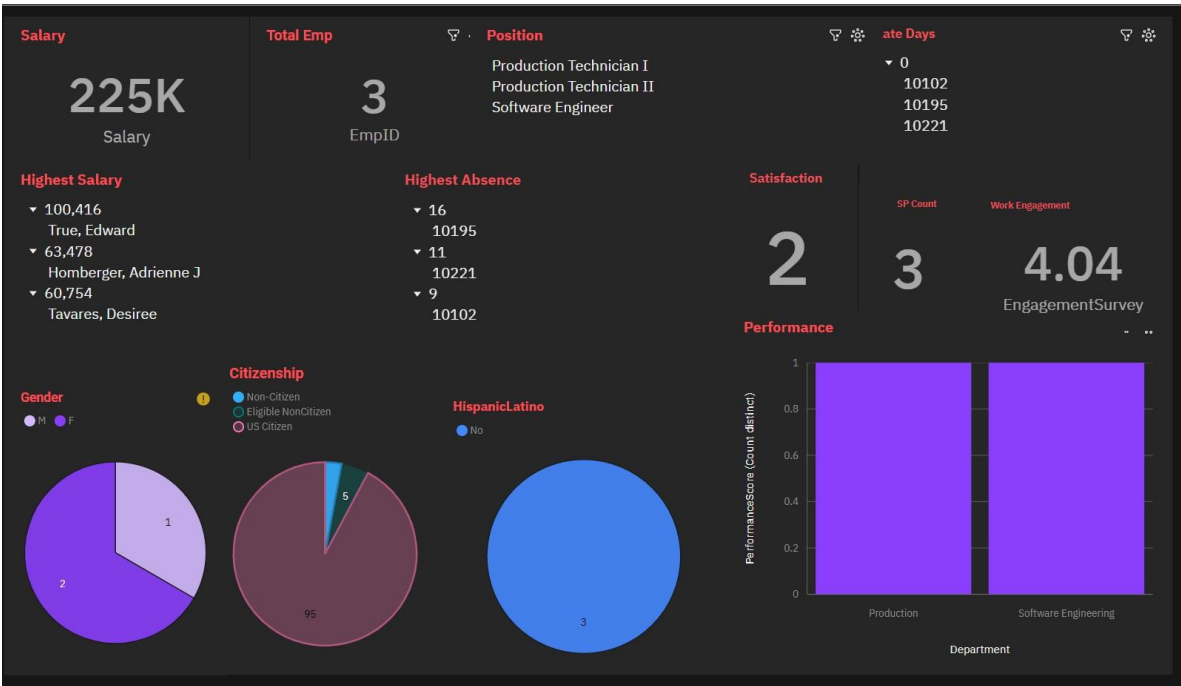 Salary
225K
Salary
Total Emp
3
EmpID
Position
Production Technician I
Production Technician II
Software Engineer
ate Days
0
10102
10195
10221
Highest Salary
100,416
True, Edward
63,478
Homberger, Adrienne J
60,754
Tavares, Desiree
Highest Absence
16
10195
11
10221
9
10102
Satisfaction
2
SP Count
3
Work Engagement
4.04
EngagementSurvey
Gender
M F
1
2
Citizenship
Non-Citizen
Eligible NonCitizen
US Citizen
5
95
HispanicLatino
No
3
Performance
PerformanceScore (Count distinct)
1
0.8
0.6
0.4
0.2
0
Production Software Engineering
Department